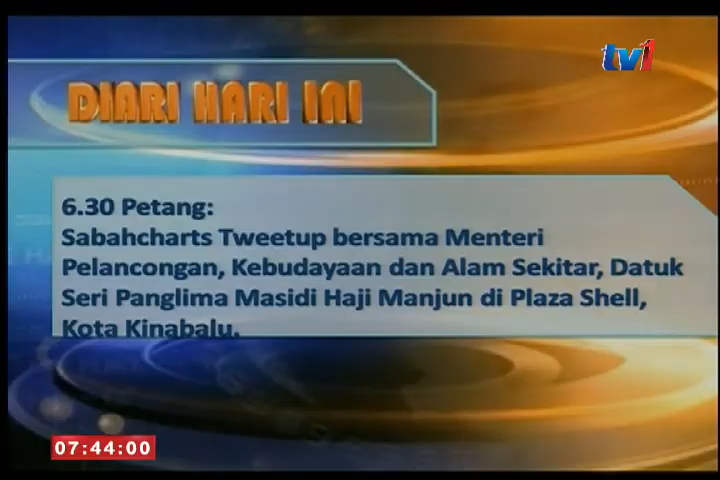 tv1
DIARI HARI INI
6.30 Petang:
Sabahcharts Tweetup bersama Menteri
Pelancongan, Kebudayaan dan Alam Sekitar, Datuk
Seri Panglima Masidi Haji Manjun di Plaza Shell,
Kota Kinabalu.
07:44:00